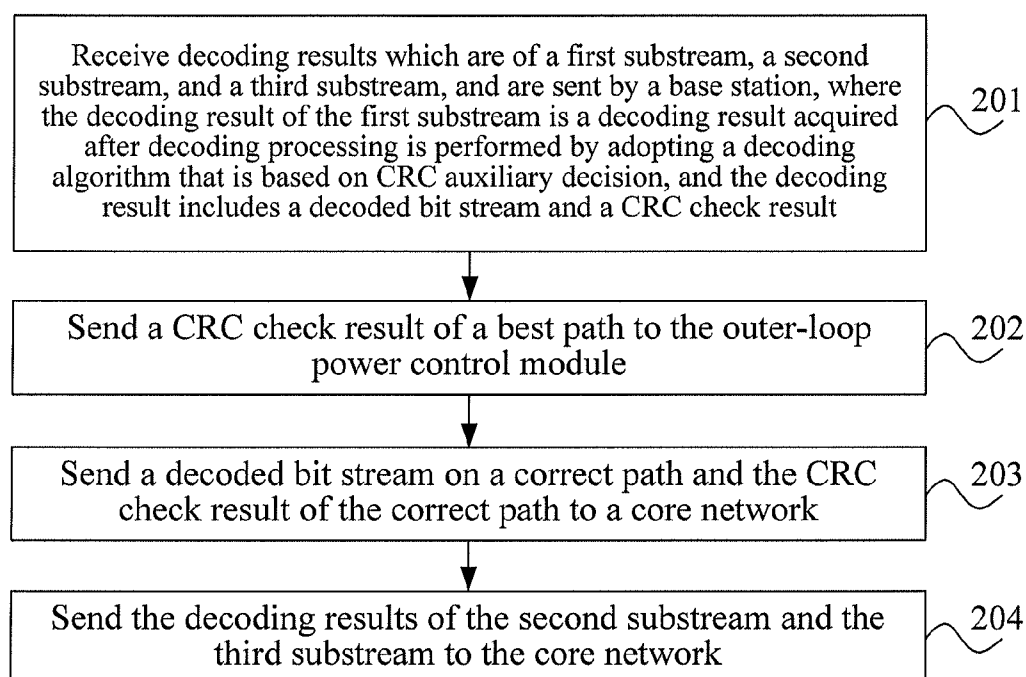 Receive decoding results which are of a first substream, a second
substream, and a third substream, and are sent by a base station, where
the decoding result of the first substream is a decoding result acquired
after decoding processing is performed by adopting a decoding
algorithm that is based on CRC auxiliary decision, and the decoding
result includes a decoded bit stream and a CRC check result
201
Send a CRC check result of a best path to the outer-loop
power control module
202
Send a decoded bit stream on a correct path and the CRC
check result of the correct path to a core network
203
Send the decoding results of the second substream and the
third substream to the core network
204